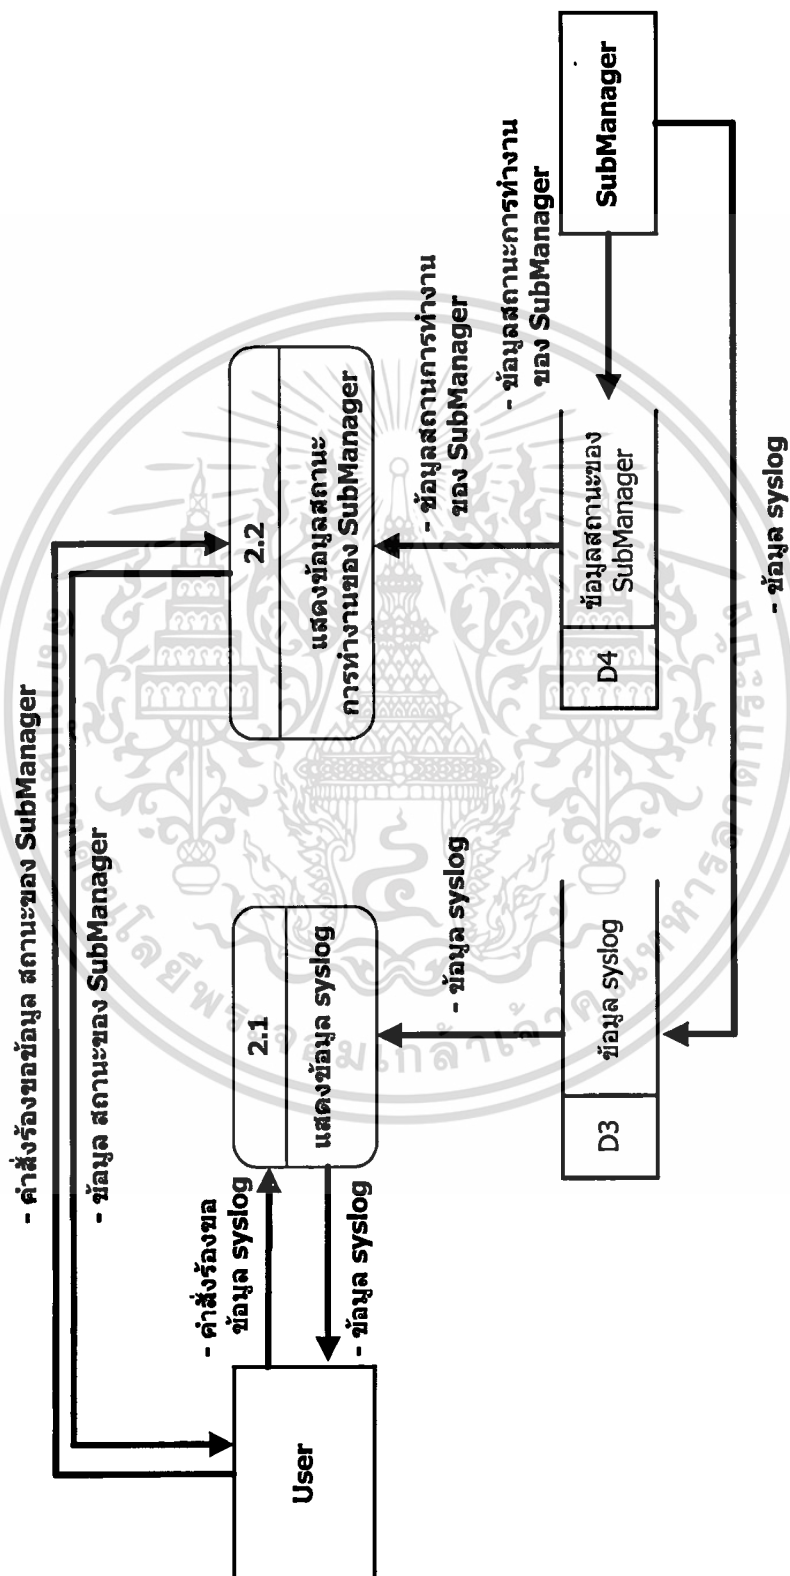 - คำสั่งร้องขอข้อมูล สถานะของ SubManager
- ข้อมูล สถานะของ SubManager
User
- คำสั่งร้องขอ
ข้อมูล syslog
- ข้อมูล syslog
2.1
แสดงข้อมูล syslog
2.2
แสดงข้อมูลสถานะ
การทำงานของ SubManager
- ข้อมูล syslog
- ข้อมูลสถานการทำงาน
ของ SubManager
- ข้อมูลสถานะการทำงาน
ของ SubManager
D3
ข้อมูล syslog
D4
ข้อมูลสถานะของ
SubManager
SubManager
- ข้อมูล syslog